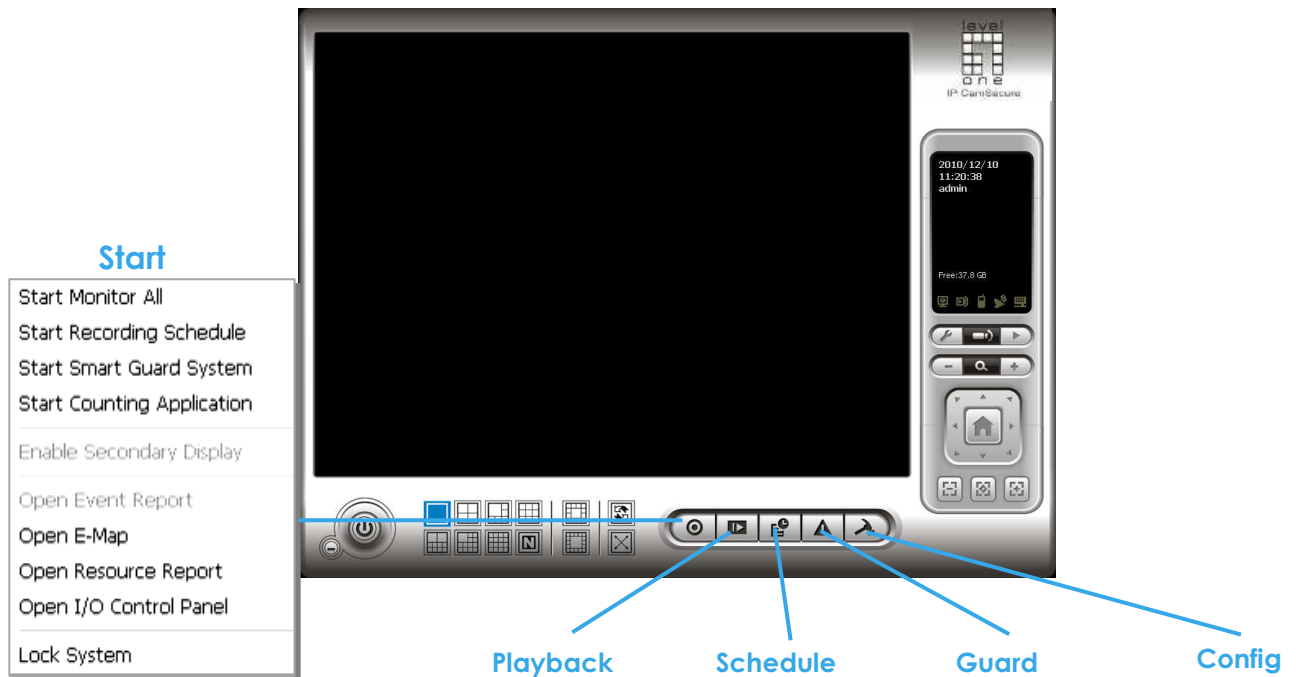 level
one
IP CamSecure
2010/12/10
11:20:38
admin
Free:37.8 GB
Start
Start Monitor All
Start Recording Schedule
Start Smart Guard System
Start Counting Application
Enable Secondary Display
Open Event Report
Open E-Map
Open Resource Report
Open I/O Control Panel
Lock System
N
Playback
Schedule
Guard
Config